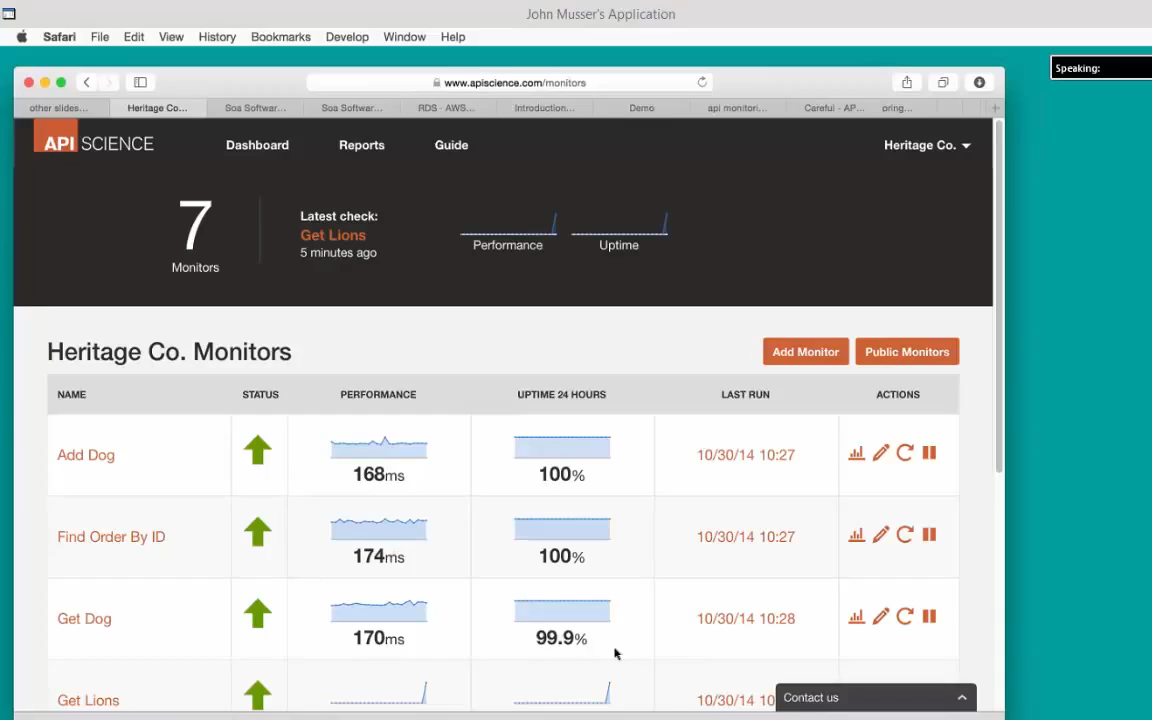 John Musser's Application
Safari File Edit View History Bookmarks Develop Window Help
Speaking:
www.apiscience.com/monitors
other slides... Heritage Co... Soa Softwar... Soa Softwar... RDS - AWS... Introduction... Demo api monitori... Careful - AP... oring...
API SCIENCE Dashboard Reports Guide Heritage Co.
7
Monitors
Latest check:
Get Lions
5 minutes ago
Performance Uptime
Heritage Co. Monitors Add Monitor Public Monitors
NAME STATUS PERFORMANCE UPTIME 24 HOURS LAST RUN ACTIONS
Add Dog 168ms 100% 10/30/14 10:27
Find Order By ID 174ms 100% 10/30/14 10:27
Get Dog 170ms 99.9% 10/30/14 10:28
Get Lions 10/30/14 10
Contact us